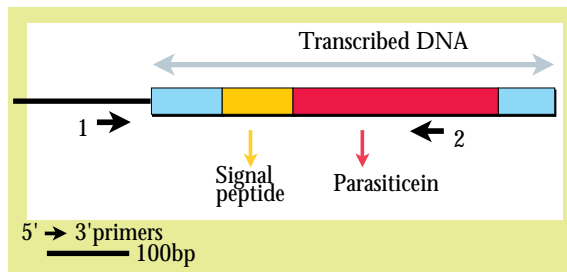 Transcribed DNA
1
2
Signal
peptide
Parasiticein
5' 3'primers
100bp